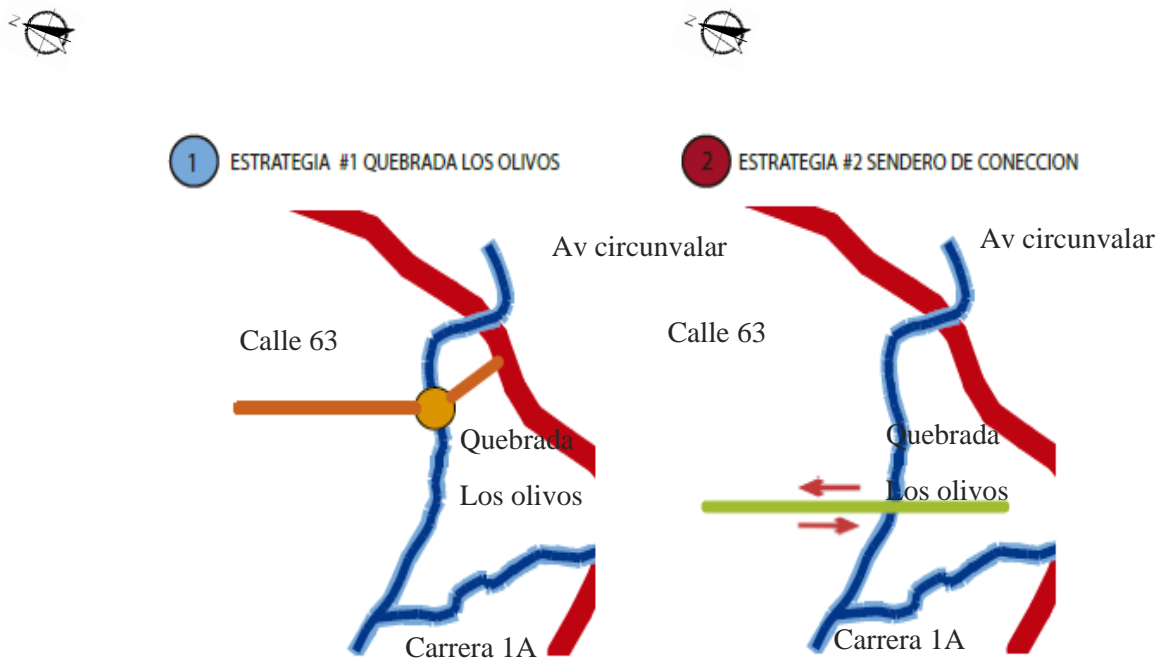 Z
Z
1 ESTRATEGIA #1 QUEBRADA LOS OLIVOS
2 ESTRATEGIA #2 SENDERO DE CONECCION
Av circunvalar
Calle 63
Quebrada
Los olivos
Carrera 1A
Av circunvalar
Calle 63
Quebrada
Los olivos
Carrera 1A